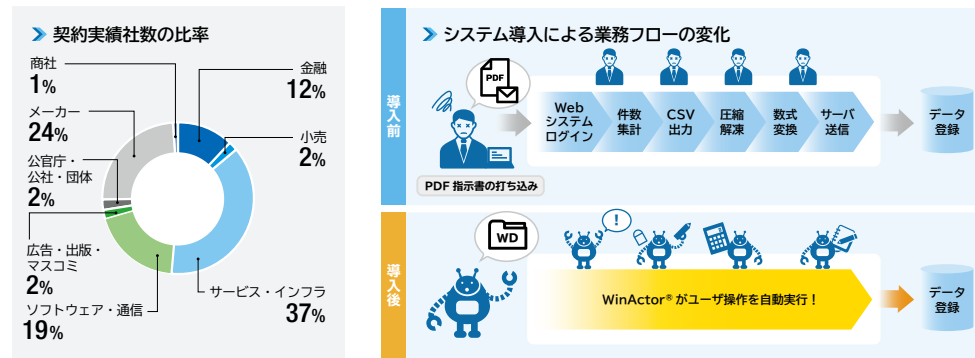 契約実績社数の比率
商社
1%
金融
12%
メーカー
24%
小売
2%
公官庁・
公社・団体
2%
広告・出版・
マスコミ
2%
ソフトウェア・通信
19%
サービス・インフラ
37%
システム導入による業務フローの変化
導入前
PDF
PDF 指示書の打ち込み
Web
システム
ログイン
件数
集計
CSV
出力
圧縮
解凍
数式
変換
サーバ
送信
データ
登録
導入後
WD
!
WinActor® がユーザ操作を自動実行！
データ
登録